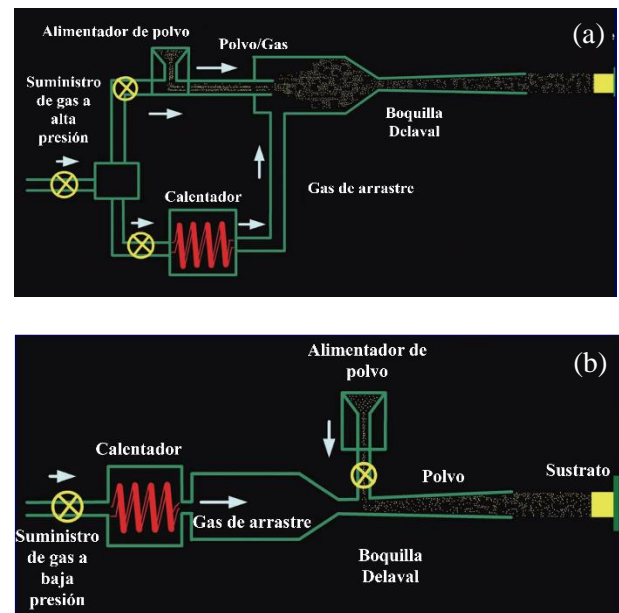 Alimentador de polvo
(a)
Polvo/Gas
Suministro
de gas a
alta
presión
Boquilla
Delaval
Calentador
Gas de arrastre
Alimentador de
polvo
(b)
Calentador
Polvo
Sustrato
Gas de arrastre
Suministro
de gas a
baja
presión
Boquilla
Delaval